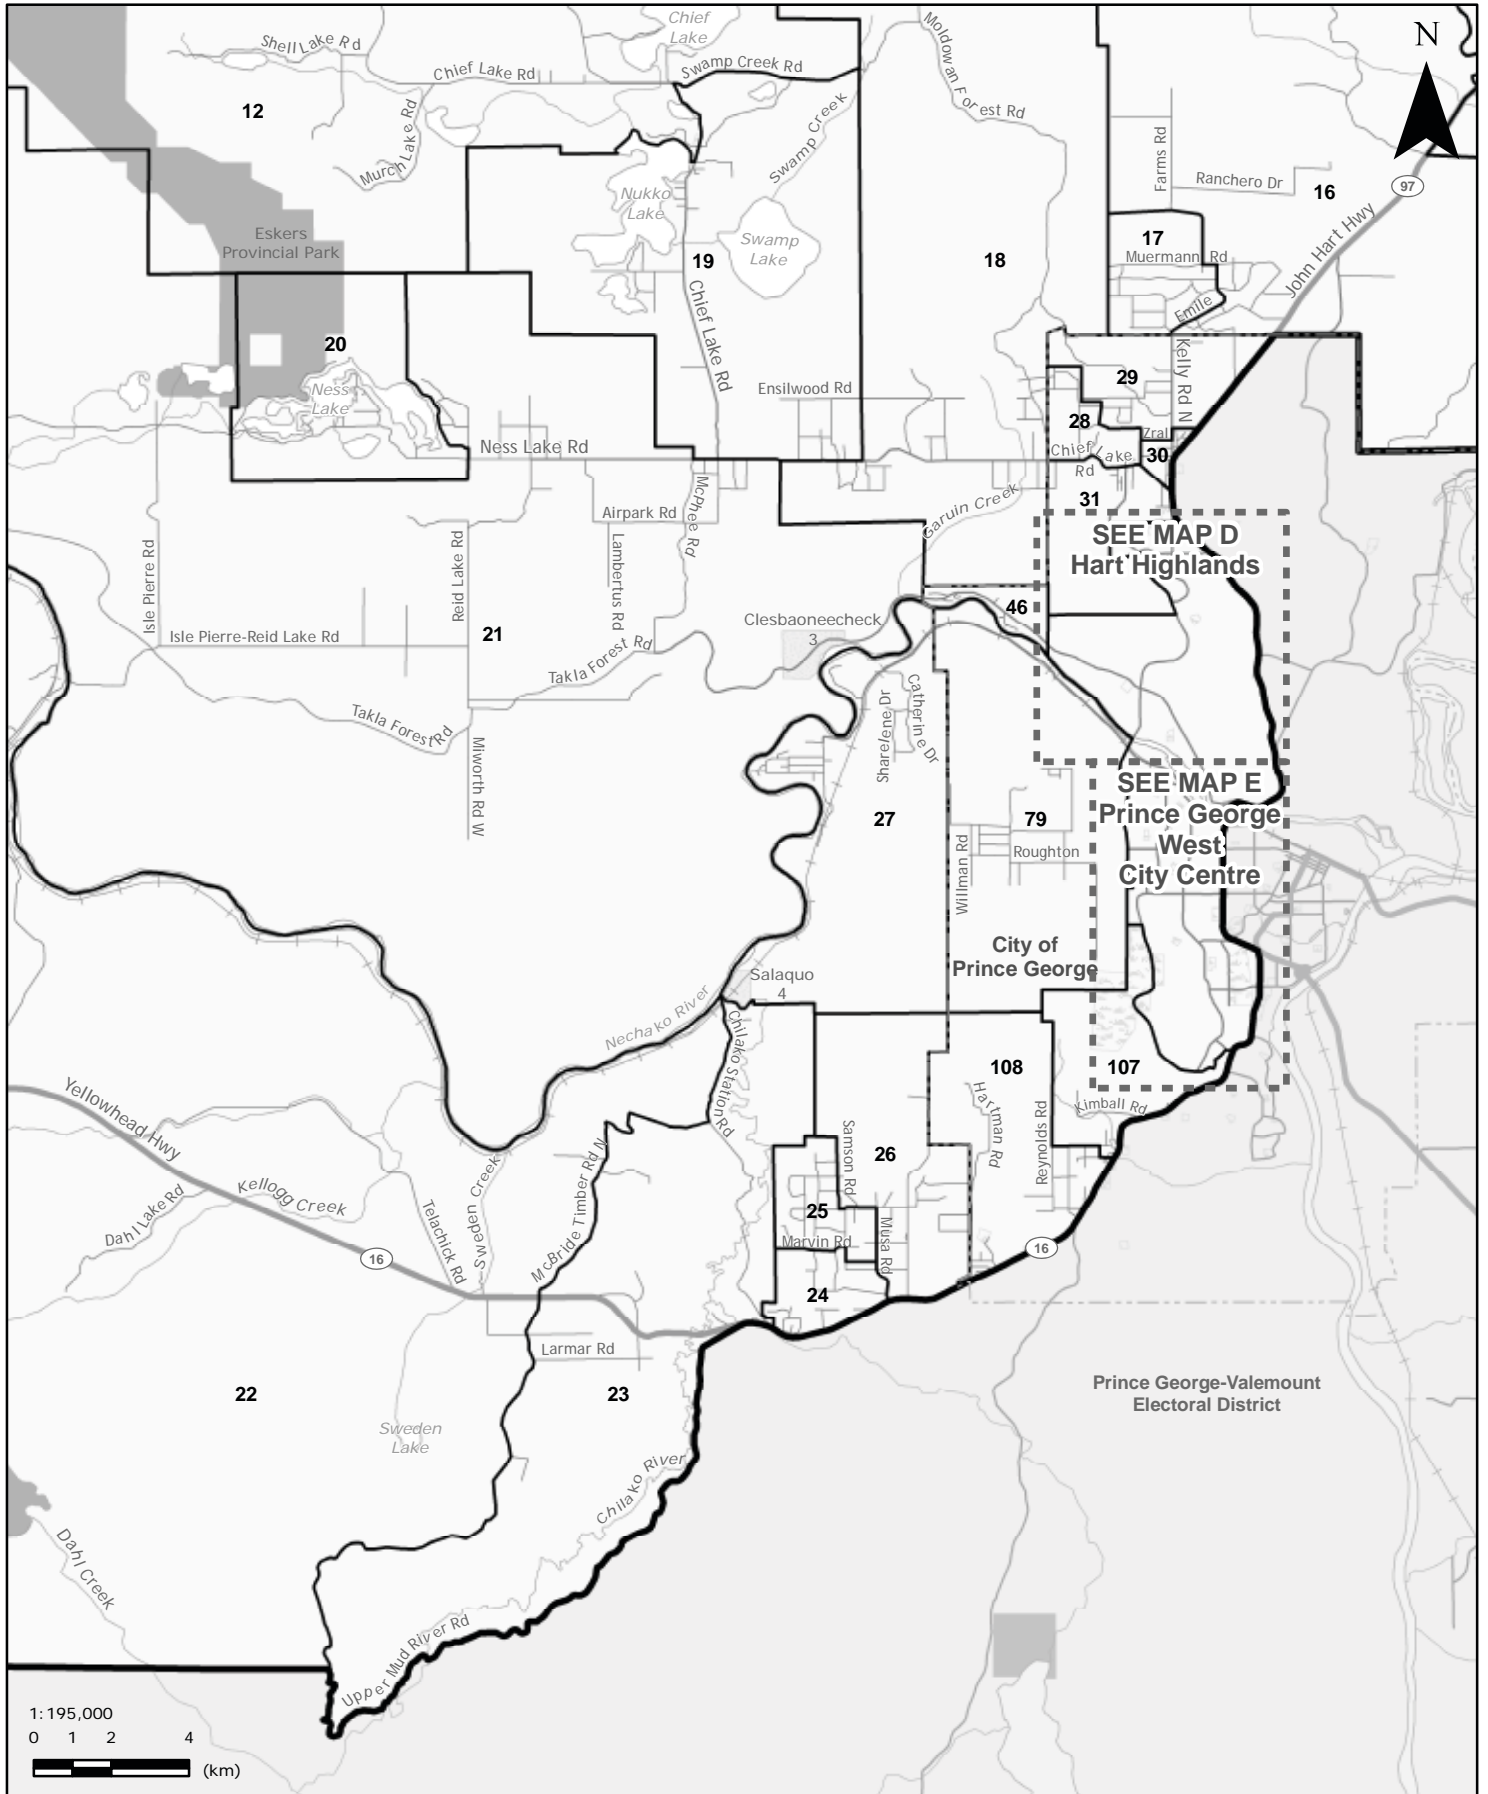 Chief
Lake
N
Shell Lake Rd
Chief Lake Rd
Swamp Creek Rd
Moldowan Forest Rd
12
Murch Lake Rd
Swamp Creek
Farms Rd
Ranchero Dr
16
97
John Hart Hwy
Nukko
Lake
Swamp
Lake
Eskers
Provincial Park
19
18
17
Muermann Rd
Emile
Chief Lake Rd
20
Ness
Lake
Ensilwood Rd
29
Kelly Rd N
28
Zral
Chief Lake
Rd
30
31
Ness Lake Rd
McPhee Rd
Airpark Rd
Lambertus Rd
Garuin Creek
SEE MAP D
Hart Highlands
Isle Pierre Rd
Reid Lake Rd
Isle Pierre-Reid Lake Rd
21
Takla Forest Rd
Takla Forest Rd
Miworth Rd W
Clesbaoneecheck
3
46
Sharelene Dr
Catherine Dr
27
79
Willman Rd
Roughton
SEE MAP E
Prince George
West
City Centre
City of
Prince George
Salaquo
4
Nechako River
Chilako Station Rd
108
107
Hartman Rd
Reynolds Rd
Kimball Rd
Yellowhead Hwy
Kellogg Creek
Dahl Lake Rd
Telachick Rd
Sweden Creek
McBride Timber Rd N
Samson Rd
26
25
Marvin Rd
Musa Rd
24
16
16
Larmar Rd
22
23
Sweden
Lake
Chilako River
Prince George-Valemount
Electoral District
Dahl Creek
Upper Mud River Rd
1:195,000
0 1 2 4
(km)